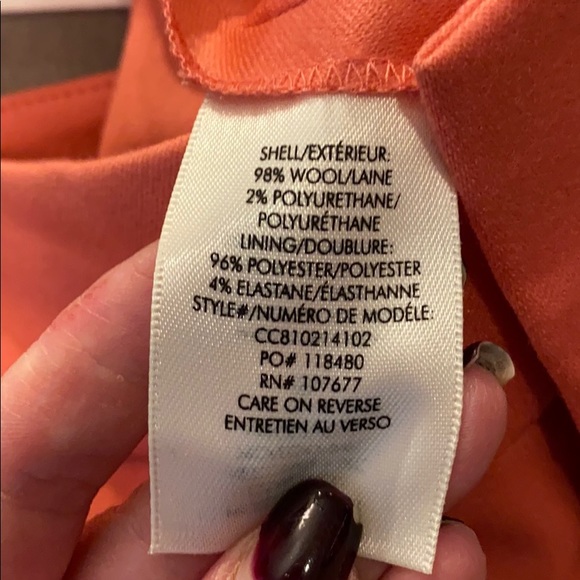 SHELL/EXTÉRIEUR:
98% WOOL/LAINE
2% POLYURETHANE/
POLYURÉTHANE
LINING/DOUBLURE:
96% POLYESTER/POLYESTER
4% ELASTANE/ÉLASTHANNE
STYLE#/NUMÉRO DE MODÉLE:
CC810214102
PO# 118480
RN# 107677
CARE ON REVERSE
ENTRETIEN AU VERSO